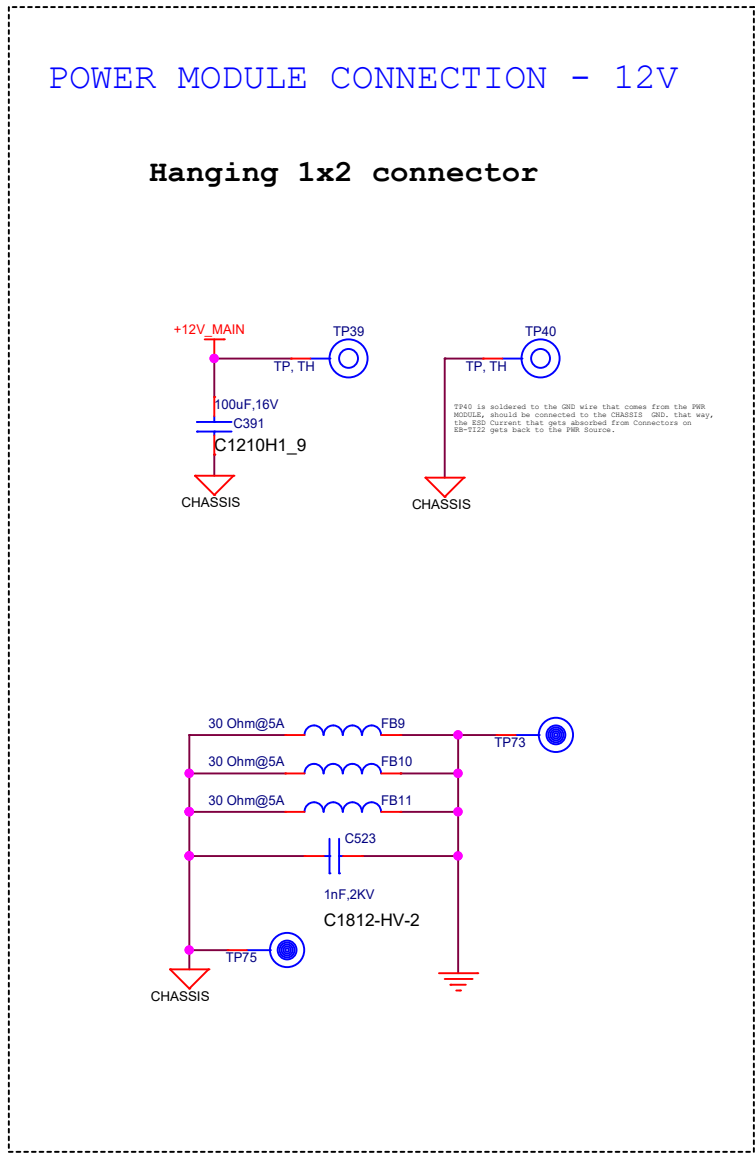 POWER MODULE CONNECTION - 12V
Hanging 1x2 connector
+12V_MAIN
TP39
TP40
TP, TH
TP, TH
100uF,16V
C391
C1210H1_9
CHASSIS
CHASSIS
TP40 is soldered to the GND wire that comes from the PWR
MODULE, should be connected to the CHASSIS GND. that way,
the ESD Current that gets absorbed from Connectors on
EB-TI22 gets back to the PWR Source.
30 Ohm@5A
FB9
TP73
30 Ohm@5A
FB10
30 Ohm@5A
FB11
C523
1nF,2KV
C1812-HV-2
TP75
CHASSIS